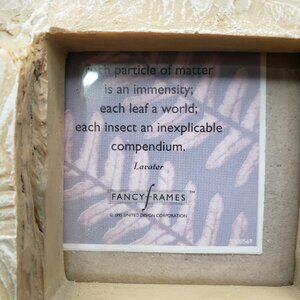 particle of matter
is an immensity;
each leaf a world;
each insect an inexplicable
compendium.
Lavater
FANCY FRAMES™
© 1995 UNITED DESIGN CORPORATION